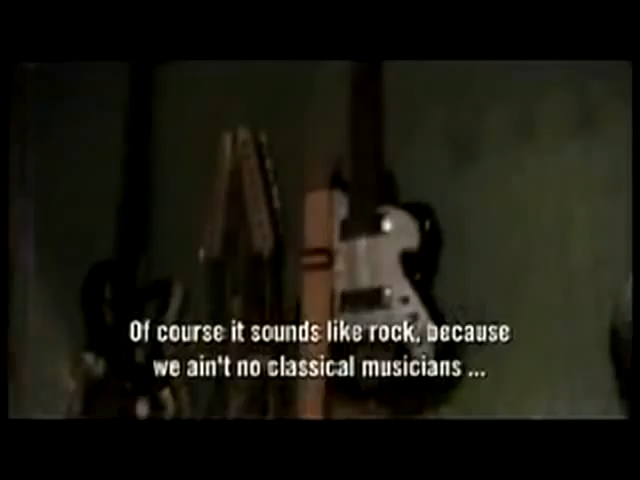 Of course it sounds like rock, because
we ain't no classical musicians ...